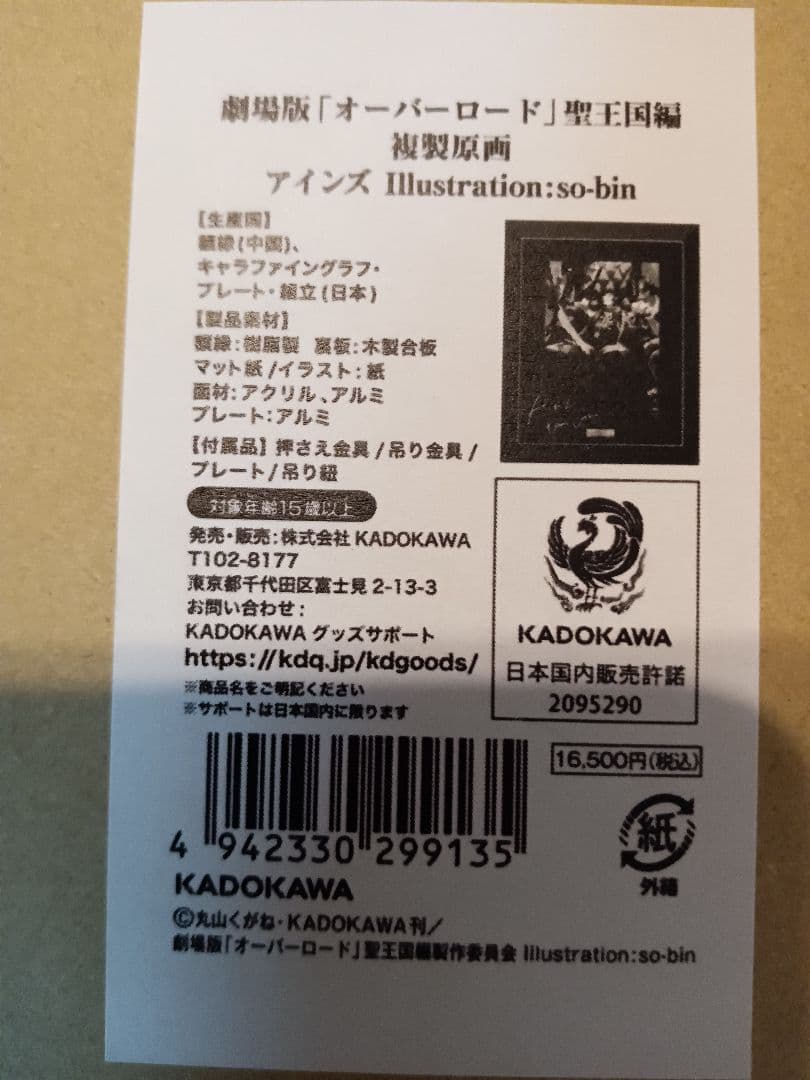 劇場版「オーバーロード」聖王国編
複製原画
アインズ Illustration:so-bin
【生産国】
額縁(中国)、
キャラファイングラフ・
プレート・組立(日本)
【製品素材】
額縁:樹脂製 裏板:木製合板
マット紙/イラスト:紙
面材:アクリル、アルミ
プレート:アルミ
【付属品】押さえ金具/吊り金具/
プレート/吊り紐
対象年齢15歳以上
発売・販売:株式会社KADOKAWA
T102-8177
東京都千代田区富士見2-13-3
お問い合わせ:
KADOKAWA グッズサポート
https://kdq.jp/kdgoods/
※商品名をご明記ください
※サポートは日本国内に限ります
KADOKAWA
日本国内販売許諾
2095290
16,500円(税込)
紙
外箱
4 942330 299135
KADOKAWA
©丸山くがね・KADOKAWA刊/
劇場版「オーバーロード」聖王国編製作委員会 Illustration:so-bin